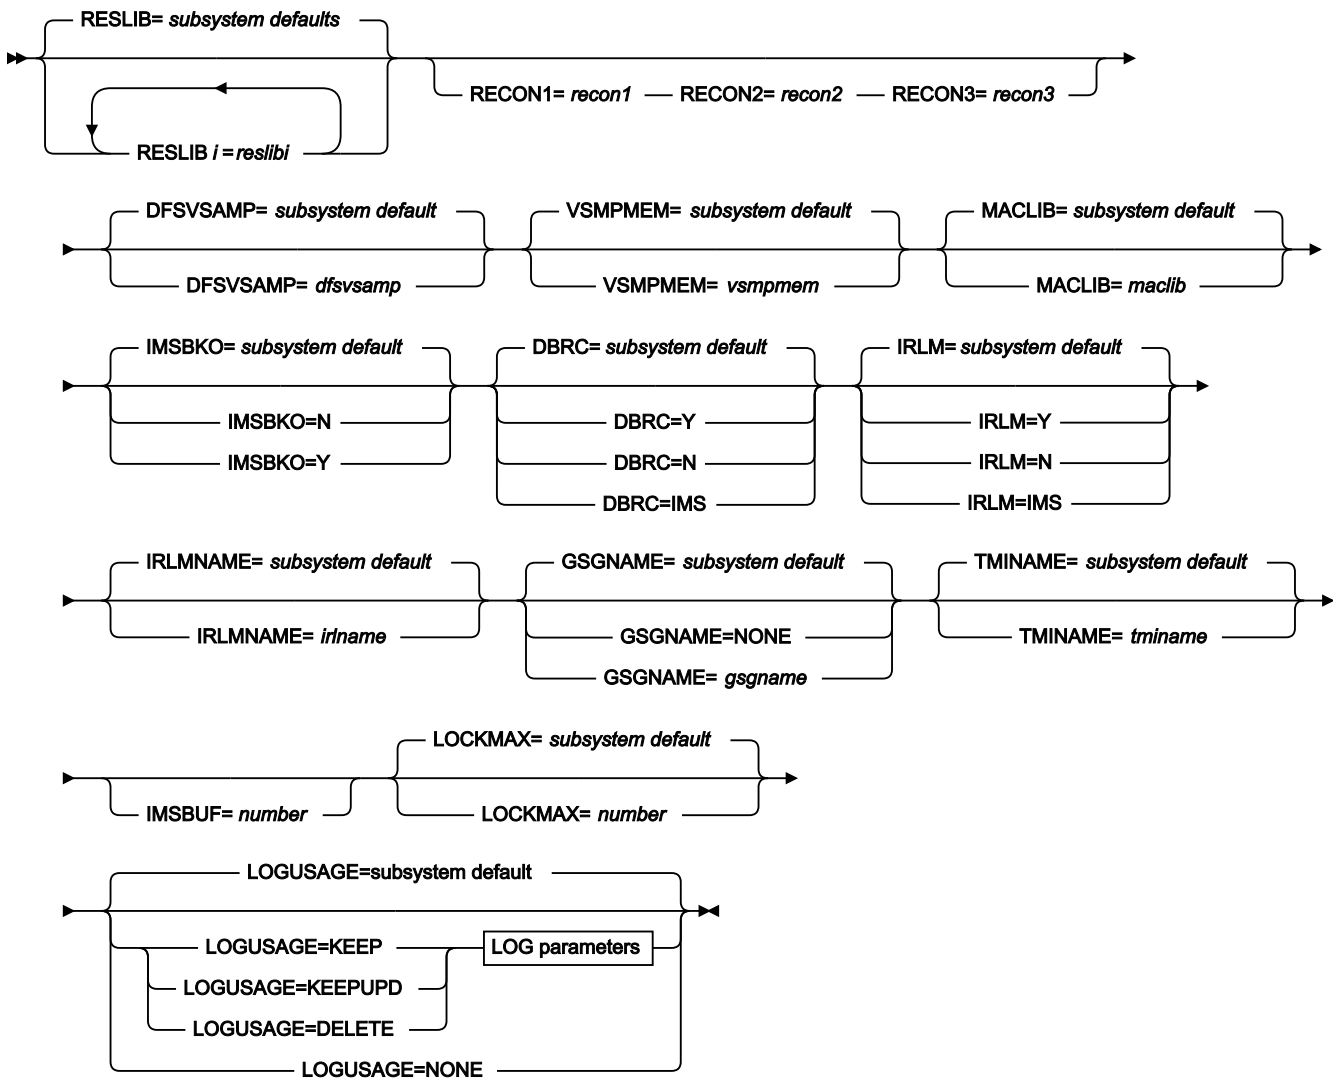 RESLIB= subsystem defaults
RECON1= recon1 RECON2= recon2 RECON3= recon3
RESLIB i =reslibi
DFSVSAMP= subsystem default VSMPMEM= subsystem default MACLIB= subsystem default
DFSVSAMP= dfsvsamp VSMPMEM= vsmpmem MACLIB= maclib
IMSBKO= subsystem default DBRC= subsystem default IRLM= subsystem default
IMSBKO=N DBRC=Y IRLM=Y
IMSBKO=Y DBRC=N IRLM=N
DBRC=IMS IRLM=IMS
IRLMNAME= subsystem default GSGNAME= subsystem default TMINAME= subsystem default
IRLMNAME= irlname GSGNAME=NONE TMINAME= tminame
GSGNAME= gsgname
LOCKMAX= subsystem default
IMSBUF= number LOCKMAX= number
LOGUSAGE=subsystem default
LOGUSAGE=KEEP LOG parameters
LOGUSAGE=KEEPUPD
LOGUSAGE=DELETE
LOGUSAGE=NONE